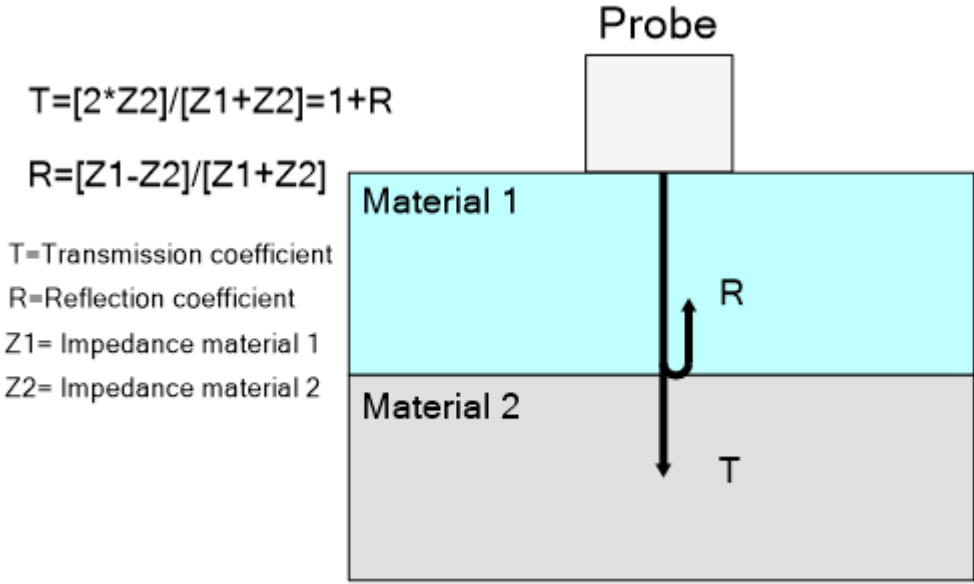 Probe
T=[2*Z2]/[Z1+Z2]=1+R
R=[Z1-Z2]/[Z1+Z2]
T=Transmission coefficient
R=Reflection coefficient
Z1= Impedance material 1
Z2= Impedance material 2
Material 1
R
Material 2
T